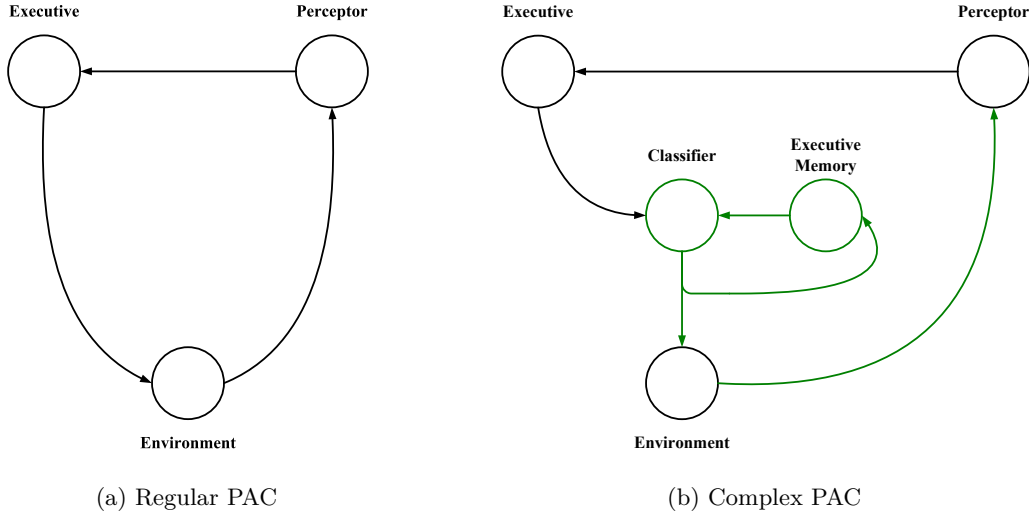 Executive
Perceptor
Environment
(a) Regular PAC
Executive
Perceptor
Classifier
Executive
Memory
Environment
(b) Complex PAC